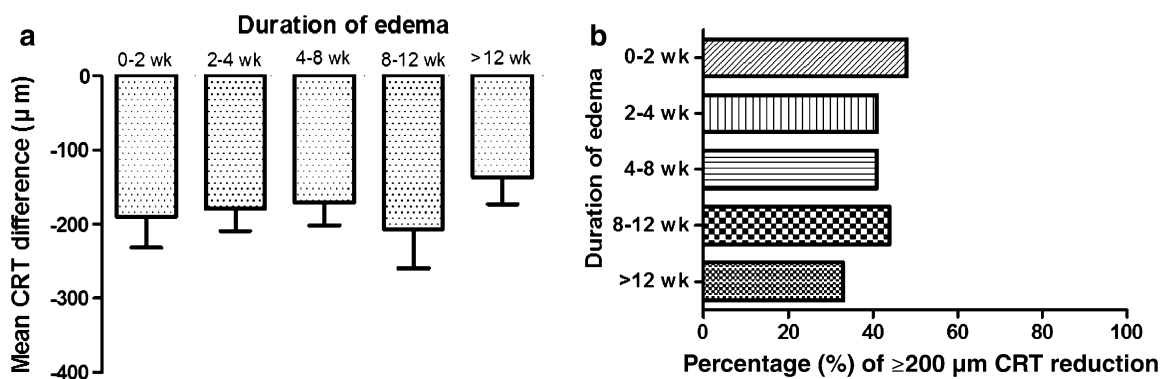 a
Duration of edema
0-2 wk 2-4 wk 4-8 wk 8-12 wk >12 wk
0
-100
-200
-300
-400
Mean CRT difference (µ m)
b
Duration of edema
0-2 wk
2-4 wk
4-8 wk
8-12 wk
>12 wk
0 20 40 60 80 100
Percentage (%) of ≥200 µm CRT reduction